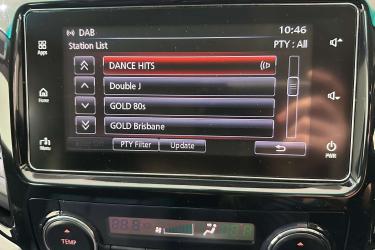 DAB 10:46
Station List PTY : All
DANCE HITS
Double J
GOLD 80s
GOLD Brisbane
PTY Filter Update
Apps
Home
Menu
PWR
TEMP